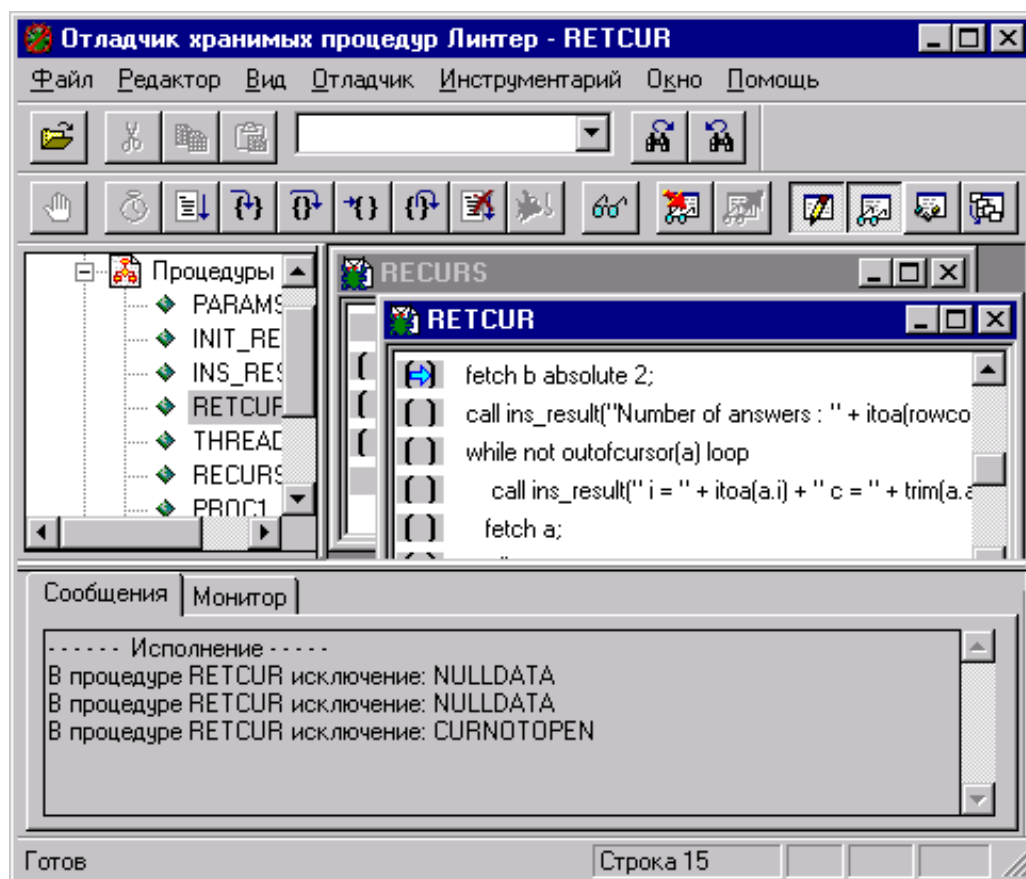 Отладчик хранимых процедур Линтер - RETCUR
Файл Редактор Вид Отладчик Инструментарий Окно Помощь
Процедуры
PARAMS
INIT_RE
INS_RES
RETCUR
THREAD
RECURS
PROC1
RECURS
RETCUR
fetch b absolute 2;
call ins_result("Number of answers : " + itoa(rowco
while not outofcursor(a) loop
call ins_result(" i = " + itoa(a.i) + " c = " + trim(a.a
fetch a;
Сообщения Монитор
- - - - - - Исполнение - - - - -
В процедуре RETCUR исключение: NULLDATA
В процедуре RETCUR исключение: NULLDATA
В процедуре RETCUR исключение: CURNOTOPEN
Готов Строка 15